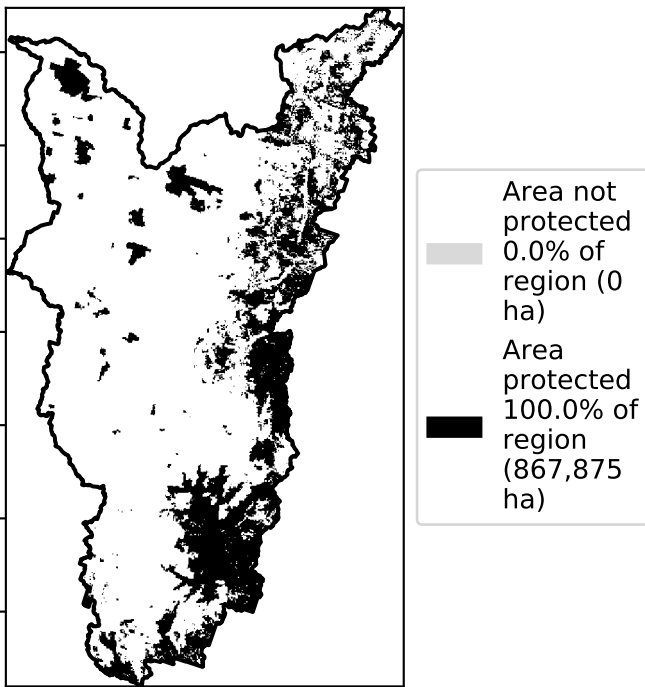 Area not
protected
0.0% of
region (0
ha)
Area
protected
100.0% of
region
(867,875
ha)